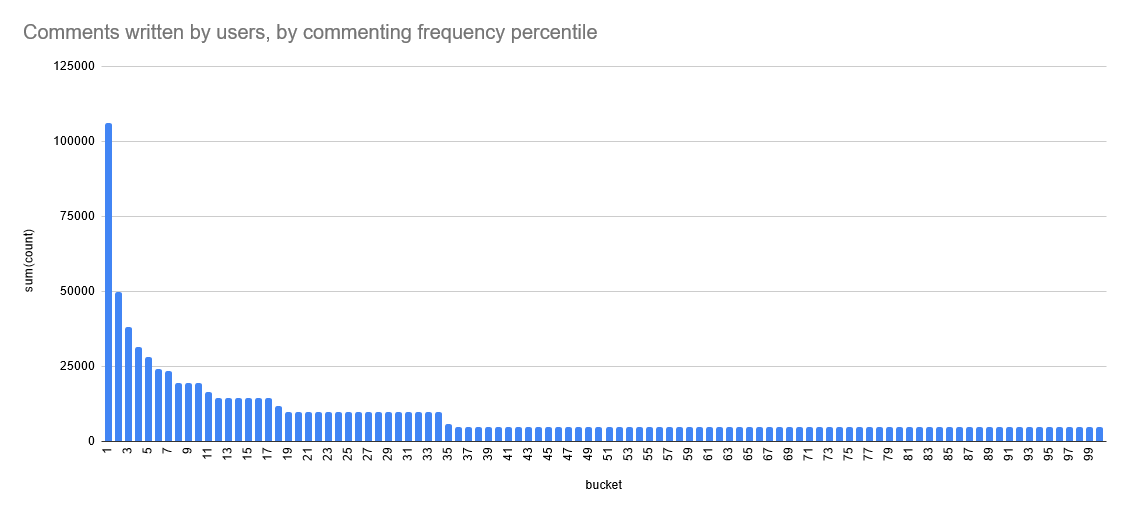 Comments written by users, by commenting frequency percentile
125000
100000
75000
50000
25000
0
sum(count)
1 3 5 7 9 11 13 15 17 19 21 23 25 27 29 31 33 35 37 39 41 43 45 47 49 51 53 55 57 59 61 63 65 67 69 71 73 75 77 79 81 83 85 87 89 91 93 95 97 99
bucket